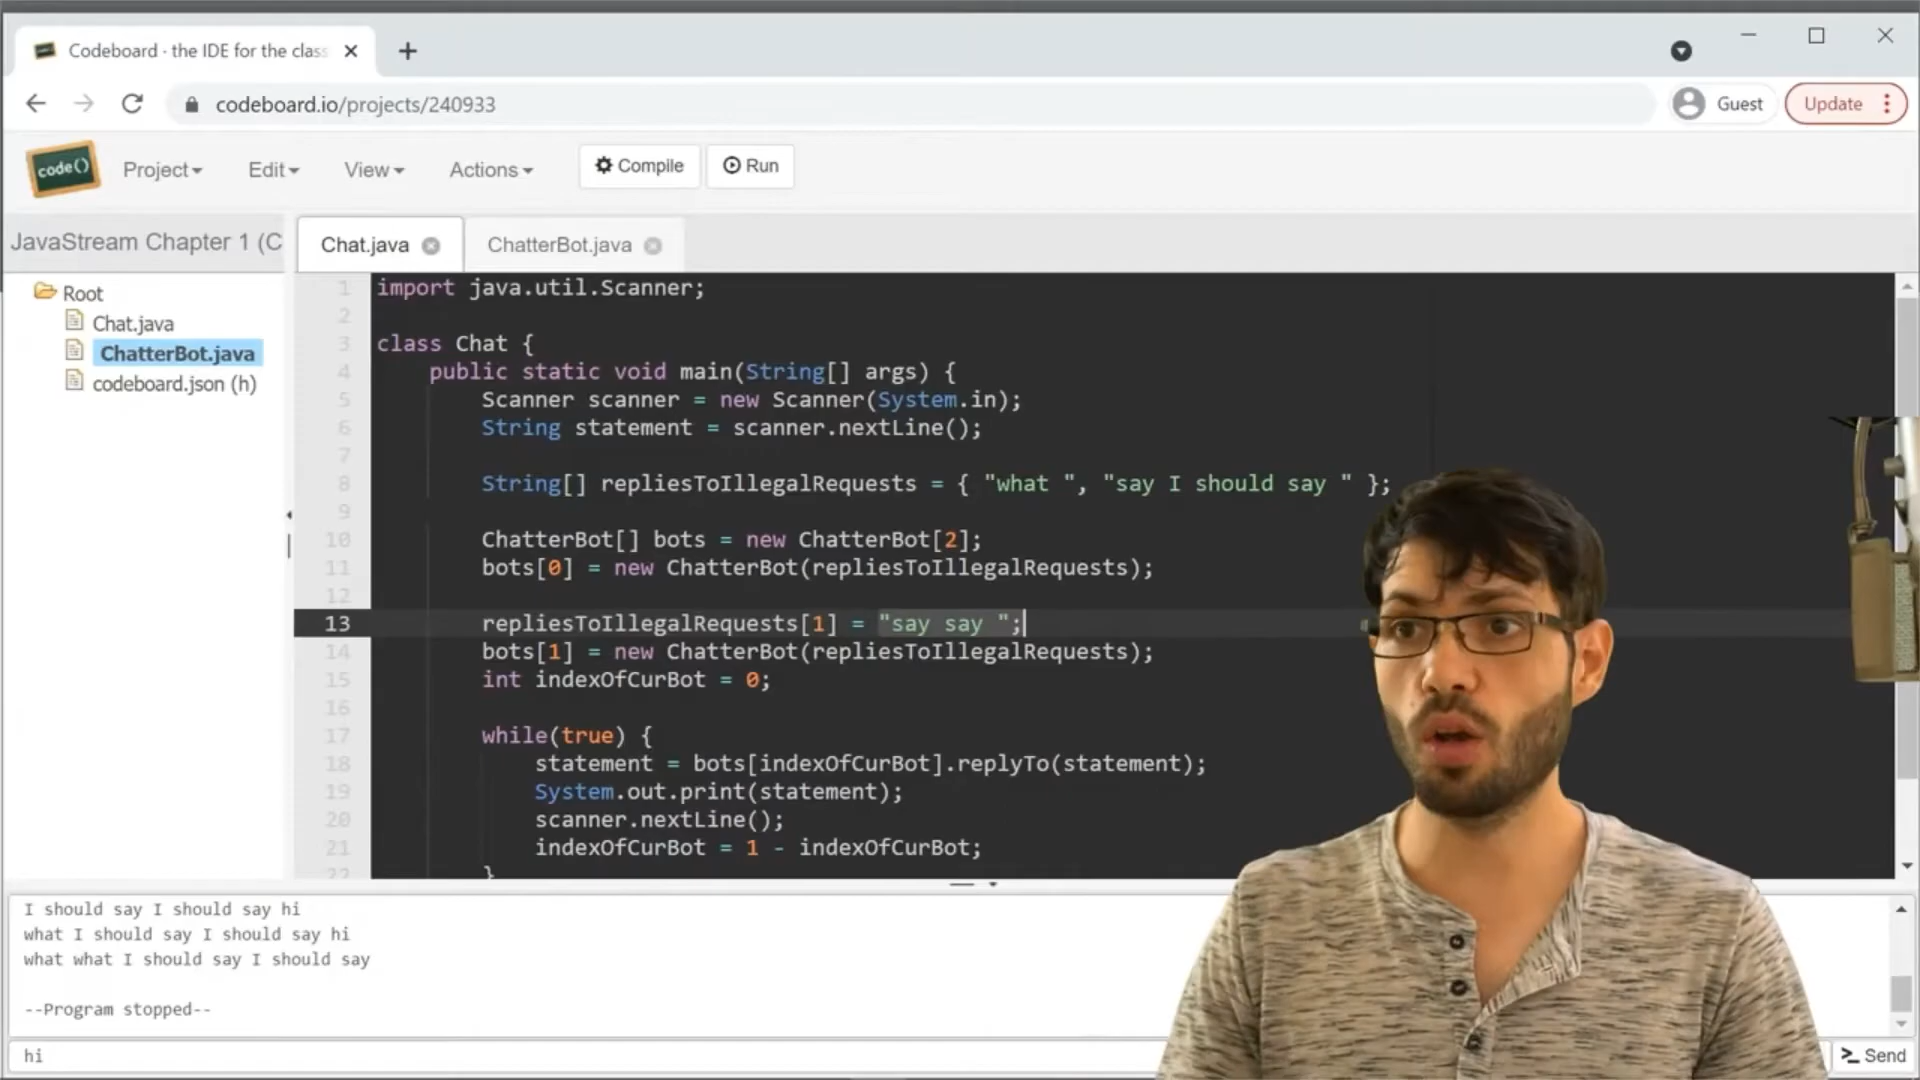 Codeboard - the IDE for the clas
codeboard.io/projects/240933
Guest
Update
code()
Project
Edit
View
Actions
Compile
Run
JavaStream Chapter 1 (C
Chat.java
ChatterBot.java
Root
Chat.java
ChatterBot.java
codeboard.json (h)
1 import java.util.Scanner;
2
3 class Chat {
4 public static void main(String[] args) {
5 Scanner scanner = new Scanner(System.in);
6 String statement = scanner.nextLine();
7
8 String[] repliesToIllegalRequests = { "what ", "say I should say " };
9
10 ChatterBot[] bots = new ChatterBot[2];
11 bots[0] = new ChatterBot(repliesToIllegalRequests);
12
13 repliesToIllegalRequests[1] = "say say ";
14 bots[1] = new ChatterBot(repliesToIllegalRequests);
15 int indexOfCurBot = 0;
16
17 while(true) {
18 statement = bots[indexOfCurBot].replyTo(statement);
19 System.out.print(statement);
20 scanner.nextLine();
21 indexOfCurBot = 1 - indexOfCurBot;
22 }
I should say I should say hi
what I should say I should say hi
what what I should say I should say
--Program stopped--
hi
Send